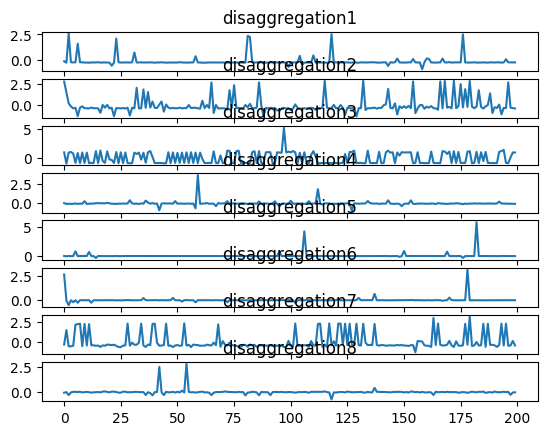 disaggregation1
2.5
0.0
disaggregation2
2.5
0.0
disaggregation3
5
0
disaggregation4
2.5
0.0
disaggregation5
5
0
disaggregation6
2.5
0.0
disaggregation7
2.5
0.0
disaggregation8
2.5
0.0
0 25 50 75 100 125 150 175 200